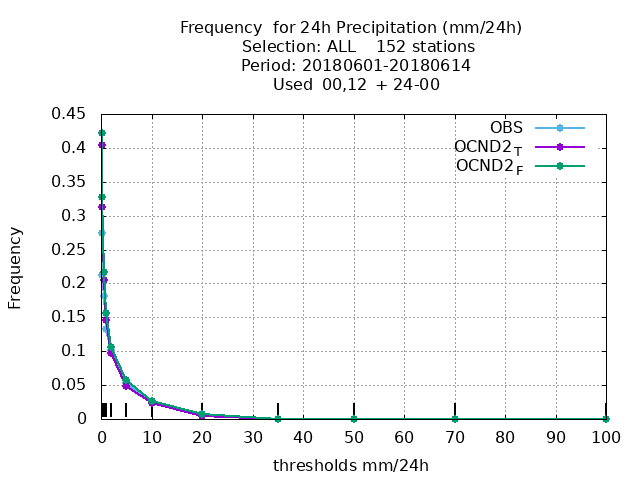 Frequency  for 24h Precipitation (mm/24h)
Selection: ALL    152 stations
Period: 20180601-20180614
Used  00,12  + 24-00
OBS
OCND2T
OCND2F
Frequency
0.45
0.4
0.35
0.3
0.25
0.2
0.15
0.1
0.05
0
0 10 20 30 40 50 60 70 80 90 100
thresholds mm/24h